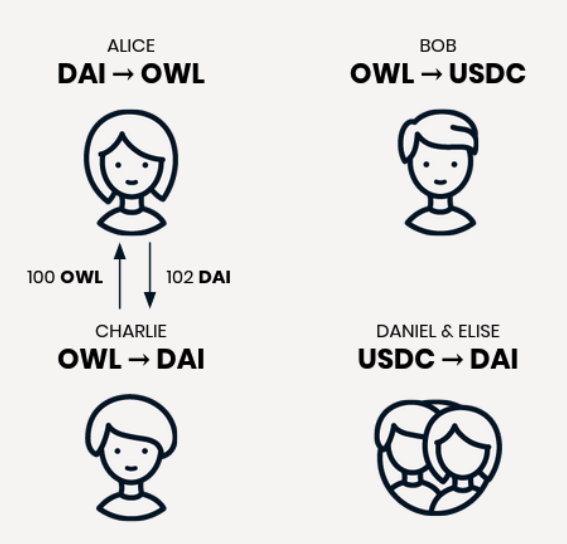 ALICE
DAI → OWL
BOB
OWL → USDC
100 OWL
102 DAI
CHARLIE
OWL → DAI
DANIEL & ELISE
USDC → DAI